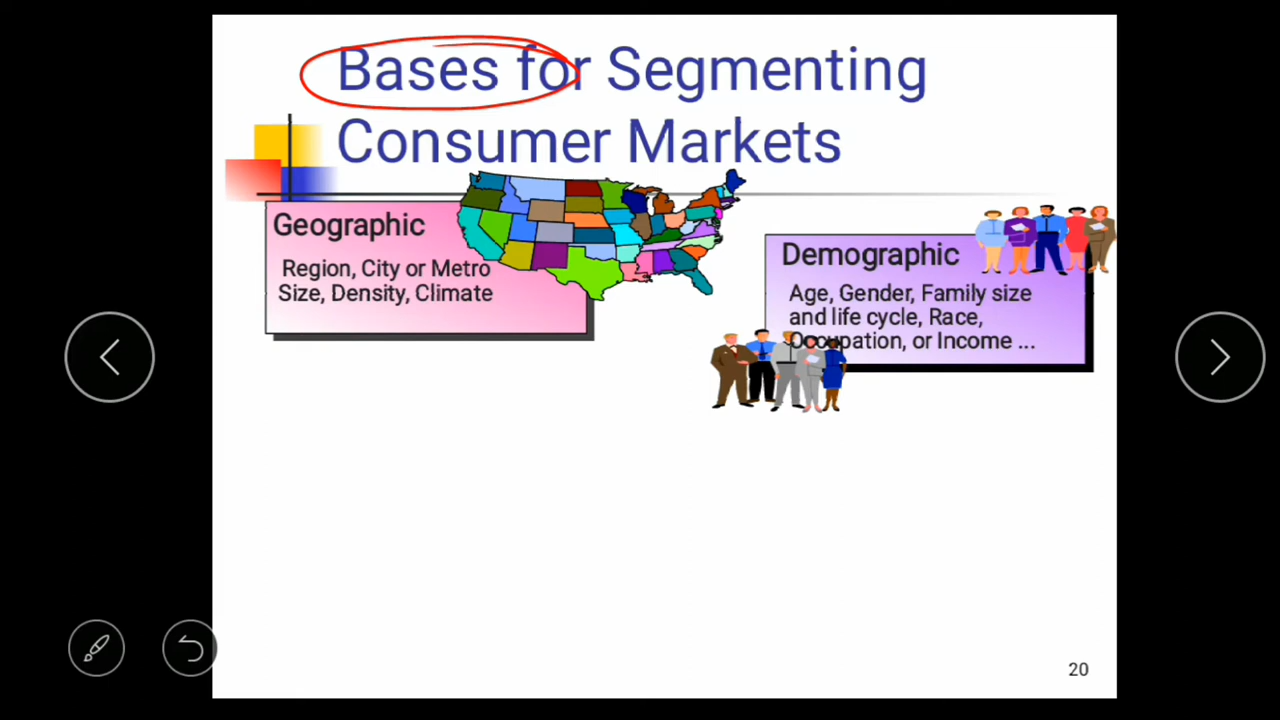 Bases for Segmenting
Consumer Markets
Geographic
Region, City or Metro
Size, Density, Climate
Demographic
Age, Gender, Family size
and life cycle, Race,
Occupation, or Income ...
20